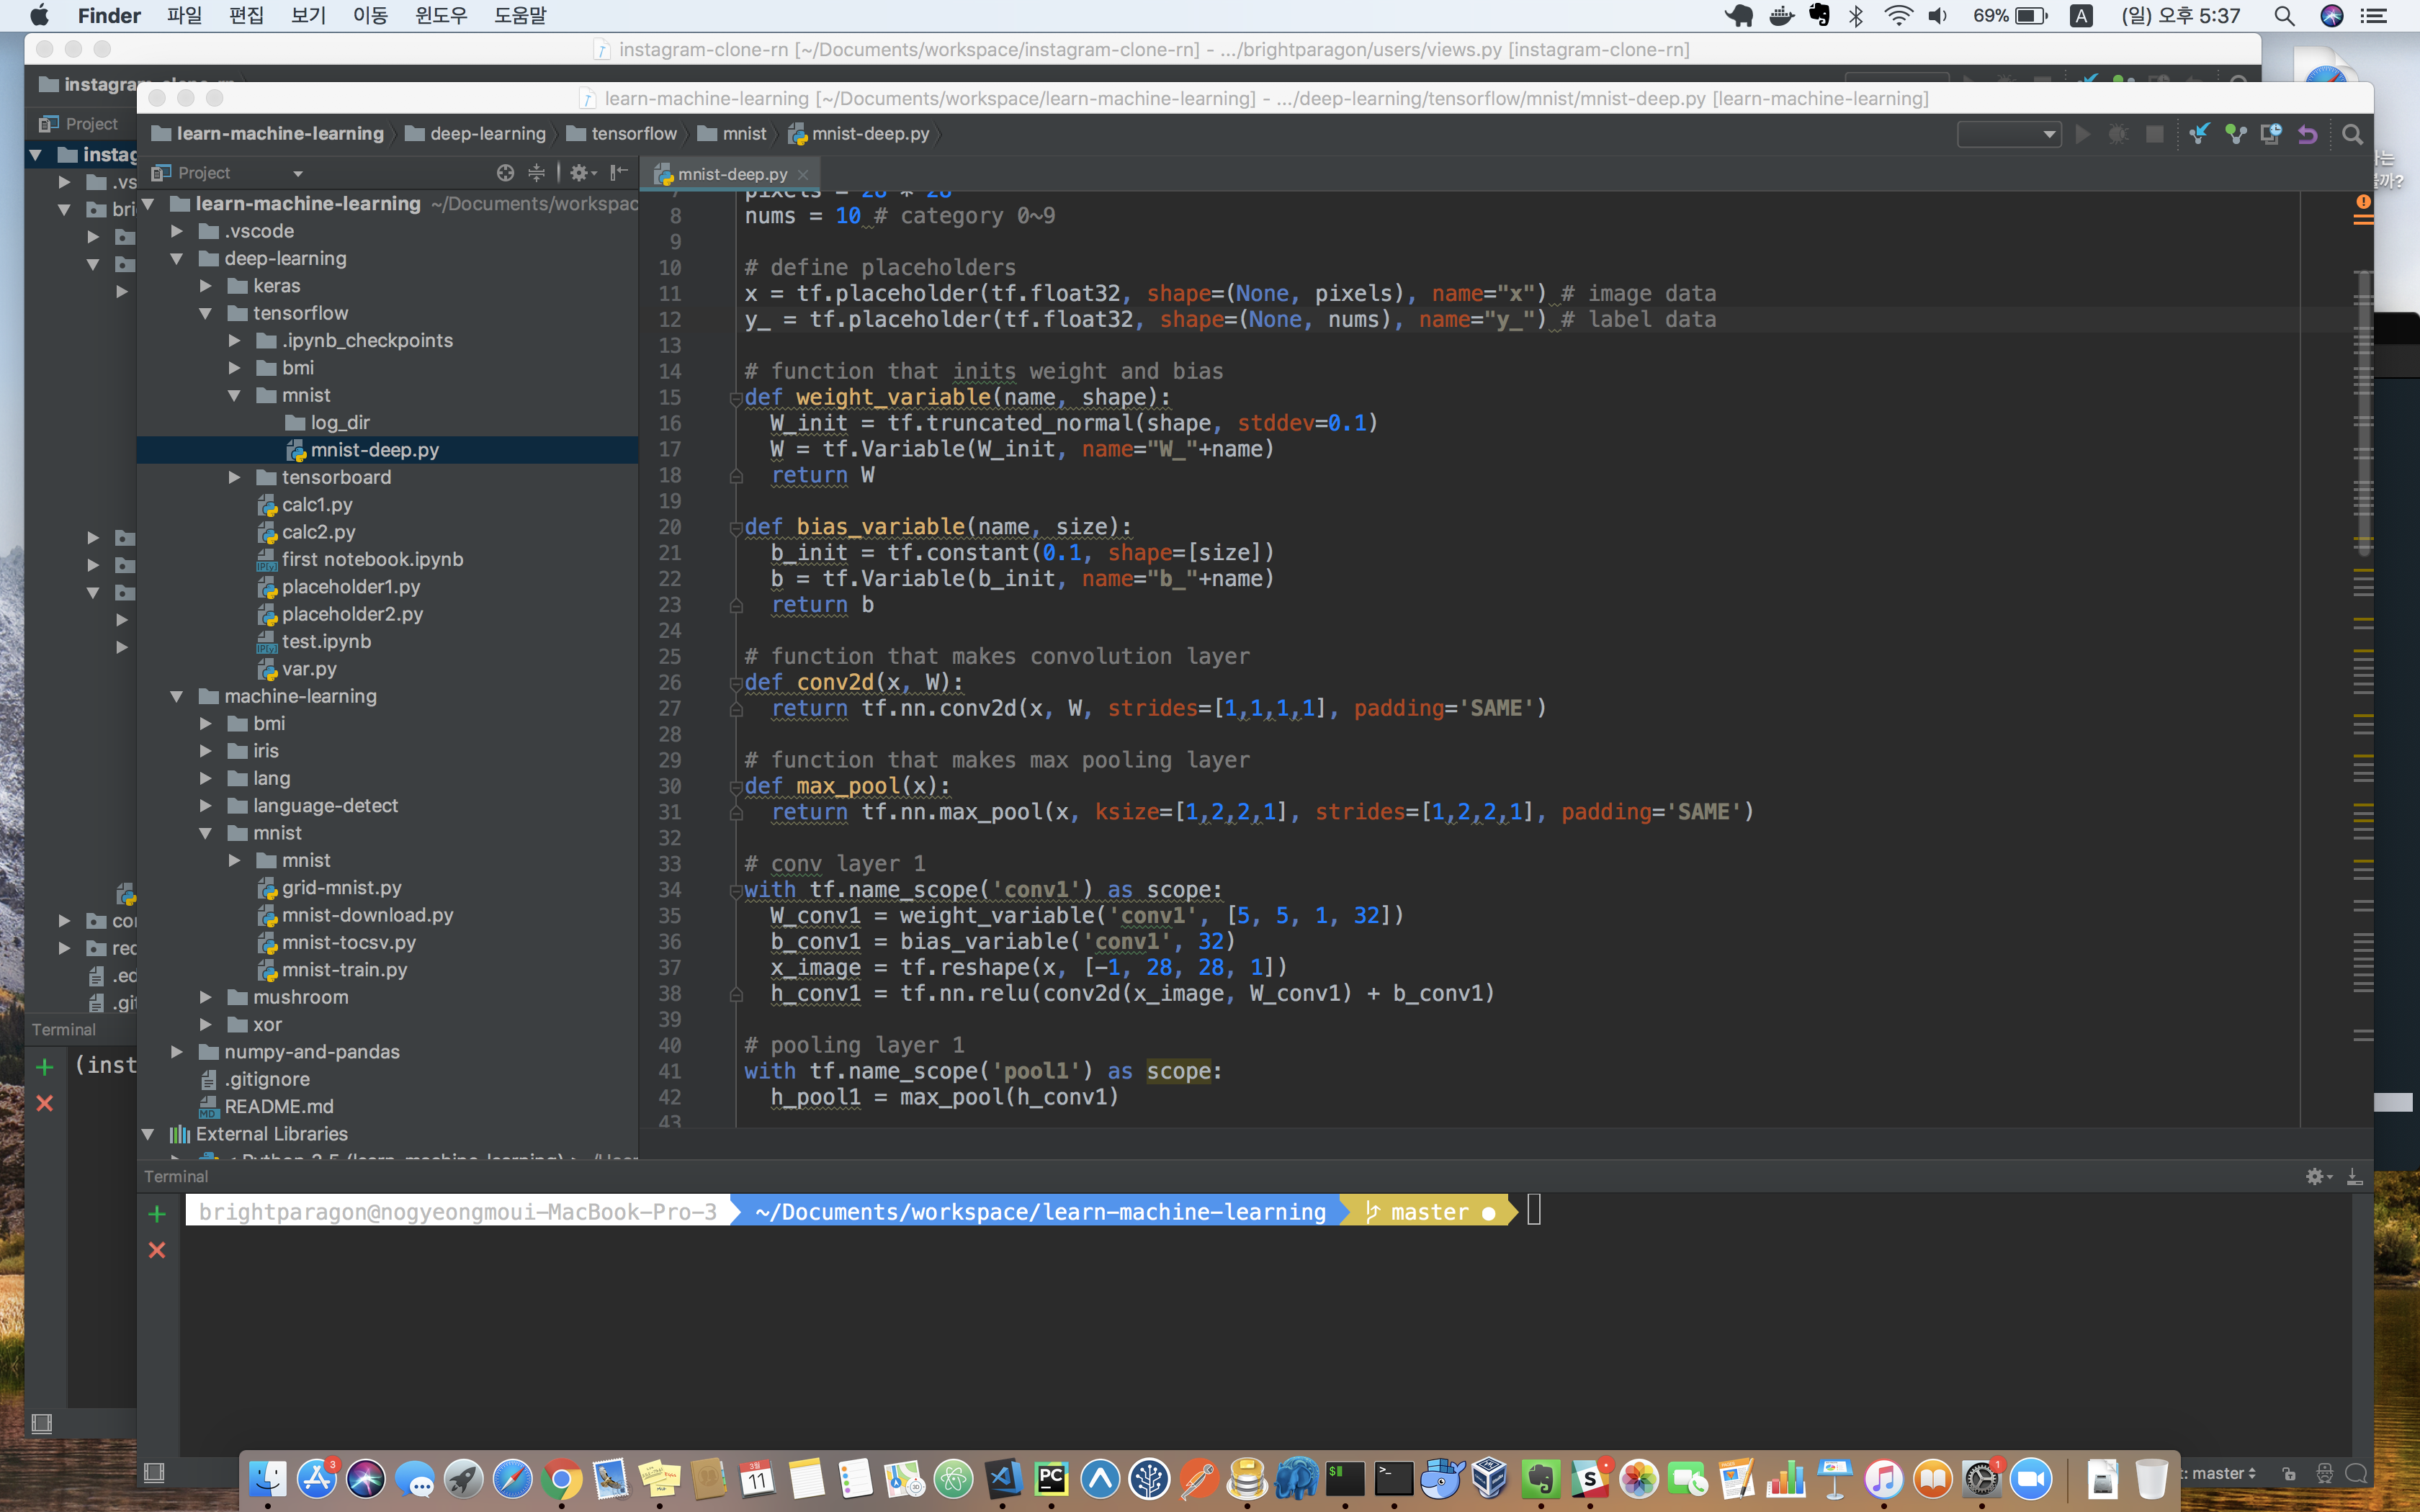 Finder 파일 편집 보기 이동 윈도우 도움말 69% A (일) 오후 5:37
instagram-clone-rn [~/Documents/workspace/instagram-clone-rn] - .../brightparagon/users/views.py [instagram-clone-rn]
Project
learn-machine-learning [~/Documents/workspace/learn-machine-learning] - .../deep-learning/tensorflow/mnist/mnist-deep.py [learn-machine-learning]
learn-machine-learning deep-learning tensorflow mnist mnist-deep.py
Project
mnist-deep.py
learn-machine-learning ~/Documents/workspac
.vscode
deep-learning
keras
tensorflow
.ipynb_checkpoints
bmi
mnist
log_dir
mnist-deep.py
tensorboard
calc1.py
calc2.py
first notebook.ipynb
placeholder1.py
placeholder2.py
test.ipynb
var.py
machine-learning
bmi
iris
lang
language-detect
mnist
mnist
grid-mnist.py
mnist-download.py
mnist-tocsv.py
mnist-train.py
mushroom
xor
numpy-and-pandas
.gitignore
README.md
External Libraries
pixels = 28 * 28
8 nums = 10 # category 0~9
9
10 # define placeholders
11 x = tf.placeholder(tf.float32, shape=(None, pixels), name="x") # image data
12 y_ = tf.placeholder(tf.float32, shape=(None, nums), name="y_") # label data
13
14 # function that inits weight and bias
15 def weight_variable(name, shape):
16 W_init = tf.truncated_normal(shape, stddev=0.1)
17 W = tf.Variable(W_init, name="W_"+name)
18 return W
19
20 def bias_variable(name, size):
21 b_init = tf.constant(0.1, shape=[size])
22 b = tf.Variable(b_init, name="b_"+name)
23 return b
24
25 # function that makes convolution layer
26 def conv2d(x, W):
27 return tf.nn.conv2d(x, W, strides=[1,1,1,1], padding='SAME')
28
29 # function that makes max pooling layer
30 def max_pool(x):
31 return tf.nn.max_pool(x, ksize=[1,2,2,1], strides=[1,2,2,1], padding='SAME')
32
33 # conv layer 1
34 with tf.name_scope('conv1') as scope:
35 W_conv1 = weight_variable('conv1', [5, 5, 1, 32])
36 b_conv1 = bias_variable('conv1', 32)
37 x_image = tf.reshape(x, [-1, 28, 28, 1])
38 h_conv1 = tf.nn.relu(conv2d(x_image, W_conv1) + b_conv1)
39
40 # pooling layer 1
41 with tf.name_scope('pool1') as scope:
42 h_pool1 = max_pool(h_conv1)
43
Terminal
(inst
Terminal
brightparagon@nogyeongmoui-MacBook-Pro-3 ~/Documents/workspace/learn-machine-learning master ●
: master